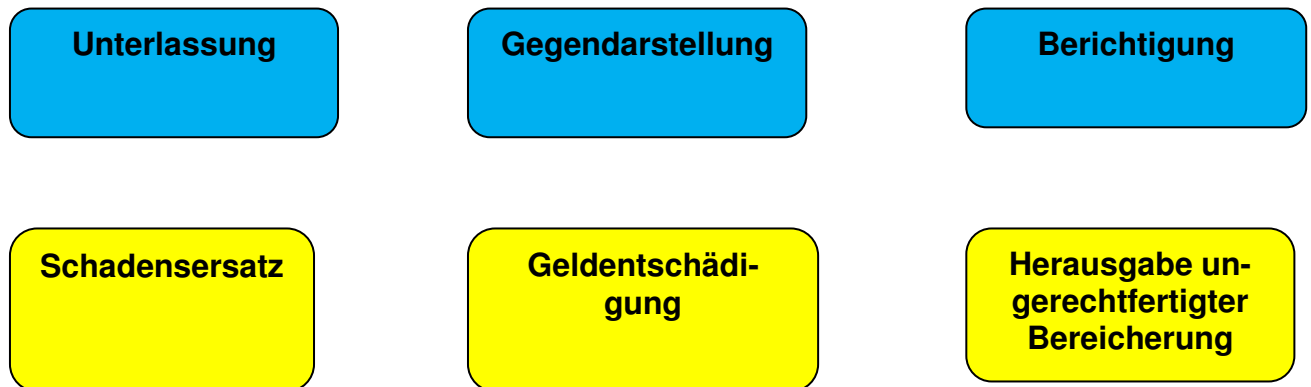 Unterlassung
Gegendarstellung
Berichtigung
Schadensersatz
Geldentschädi-
gung
Herausgabe un-
gerechtfertigter
Bereicherung